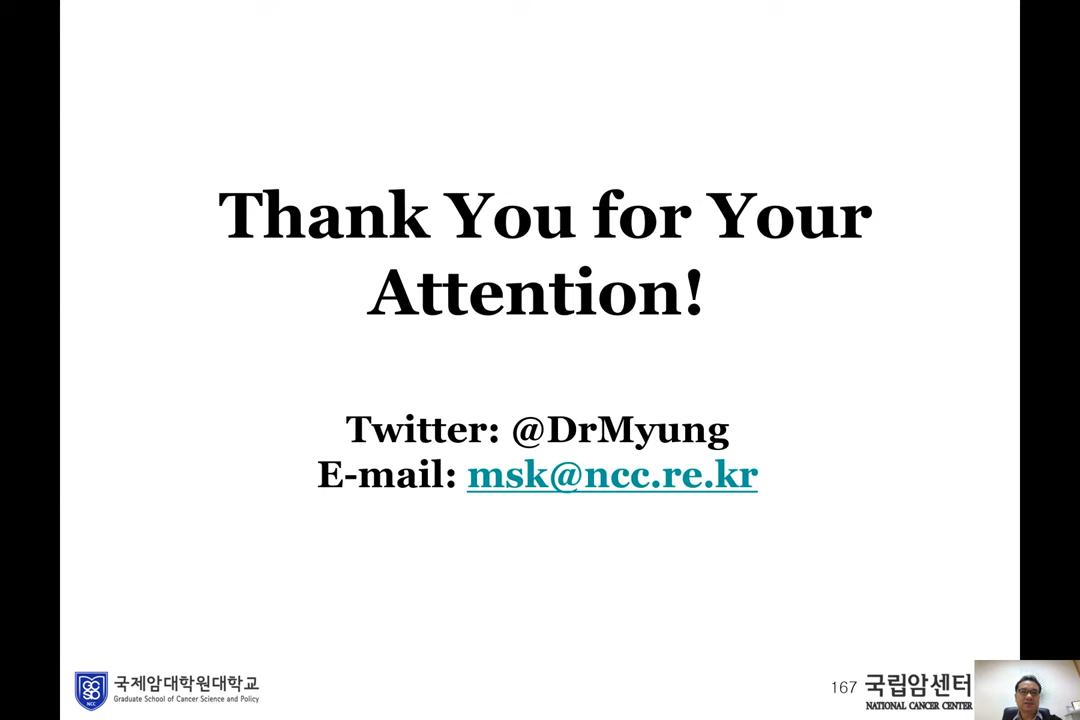 Thank You for Your
Attention!
Twitter: @DrMyung
E-mail: msk@ncc.re.kr
국제암대학원대학교
Graduate School of Cancer Science and Policy
NCC
167
국립암센터
NATIONAL CANCER CENTER